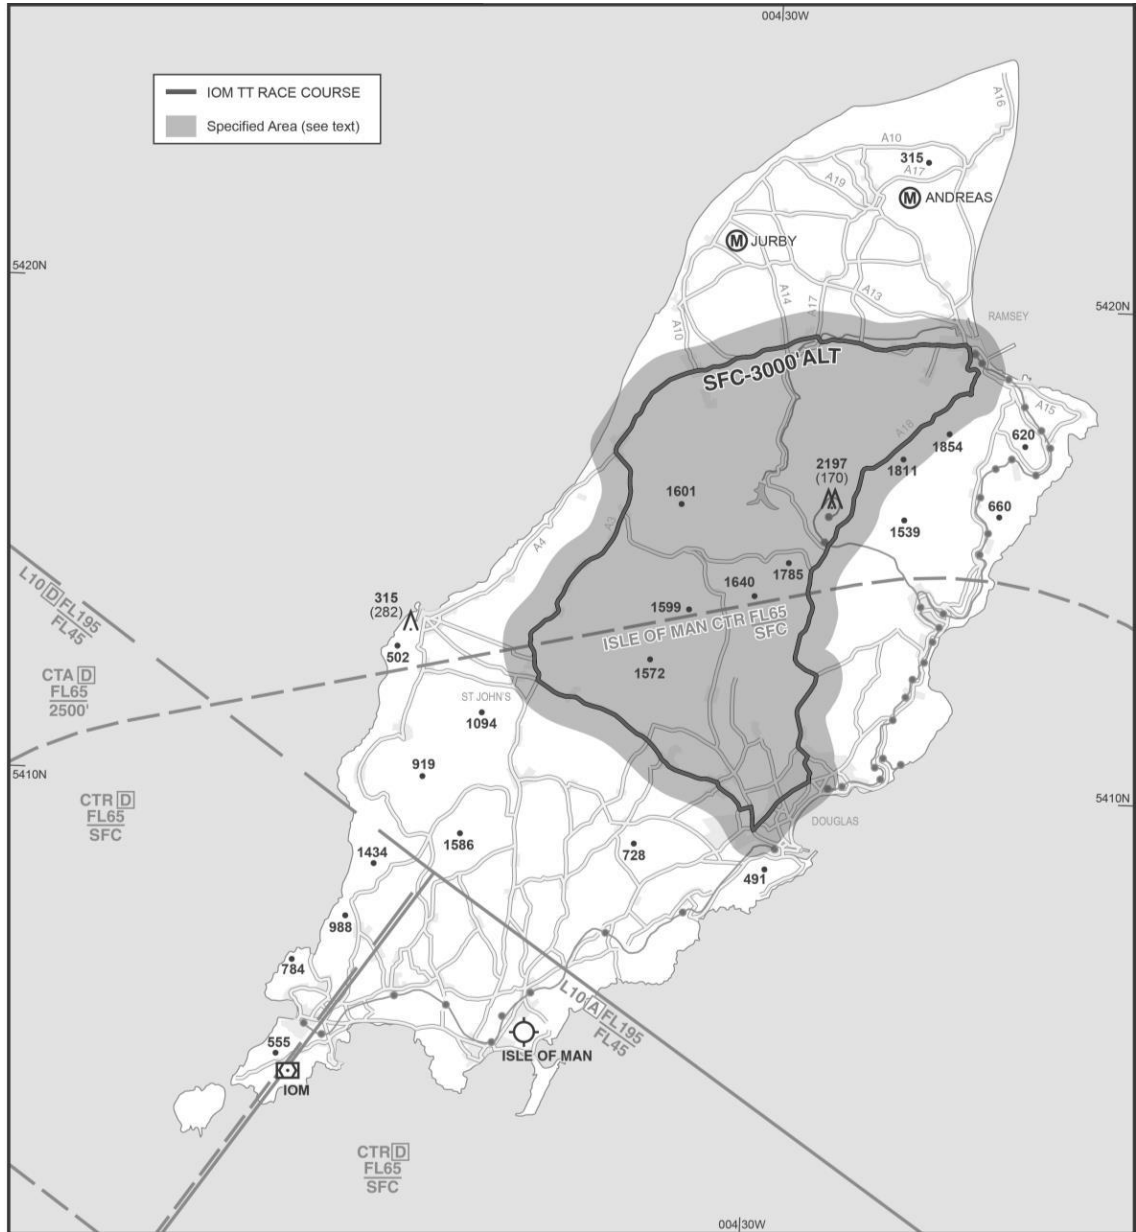 004 30W
IOM TT RACE COURSE
Specified Area (see text)
A16
A10
315
A17
A19
M ANDREAS
M JURBY
5420N
5420N
A14
A17
A13
A10
RAMSEY
SFC-3000'ALT
A15
A18
1854
620
2197
(170)
1811
1601
660
1539
A3
A4
L10 D FL195
FL45
1785
1640
315
(282)
1599
ISLE OF MAN CTR FL65
SFC
502
1572
CTA D
FL65
2500'
ST JOHN'S
1094
919
5410N
5410N
CTR D
FL65
SFC
DOUGLAS
1586
728
1434
491
988
784
L10 A FL195
FL45
555
ISLE OF MAN
IOM
CTR D
FL65
SFC
004 30W